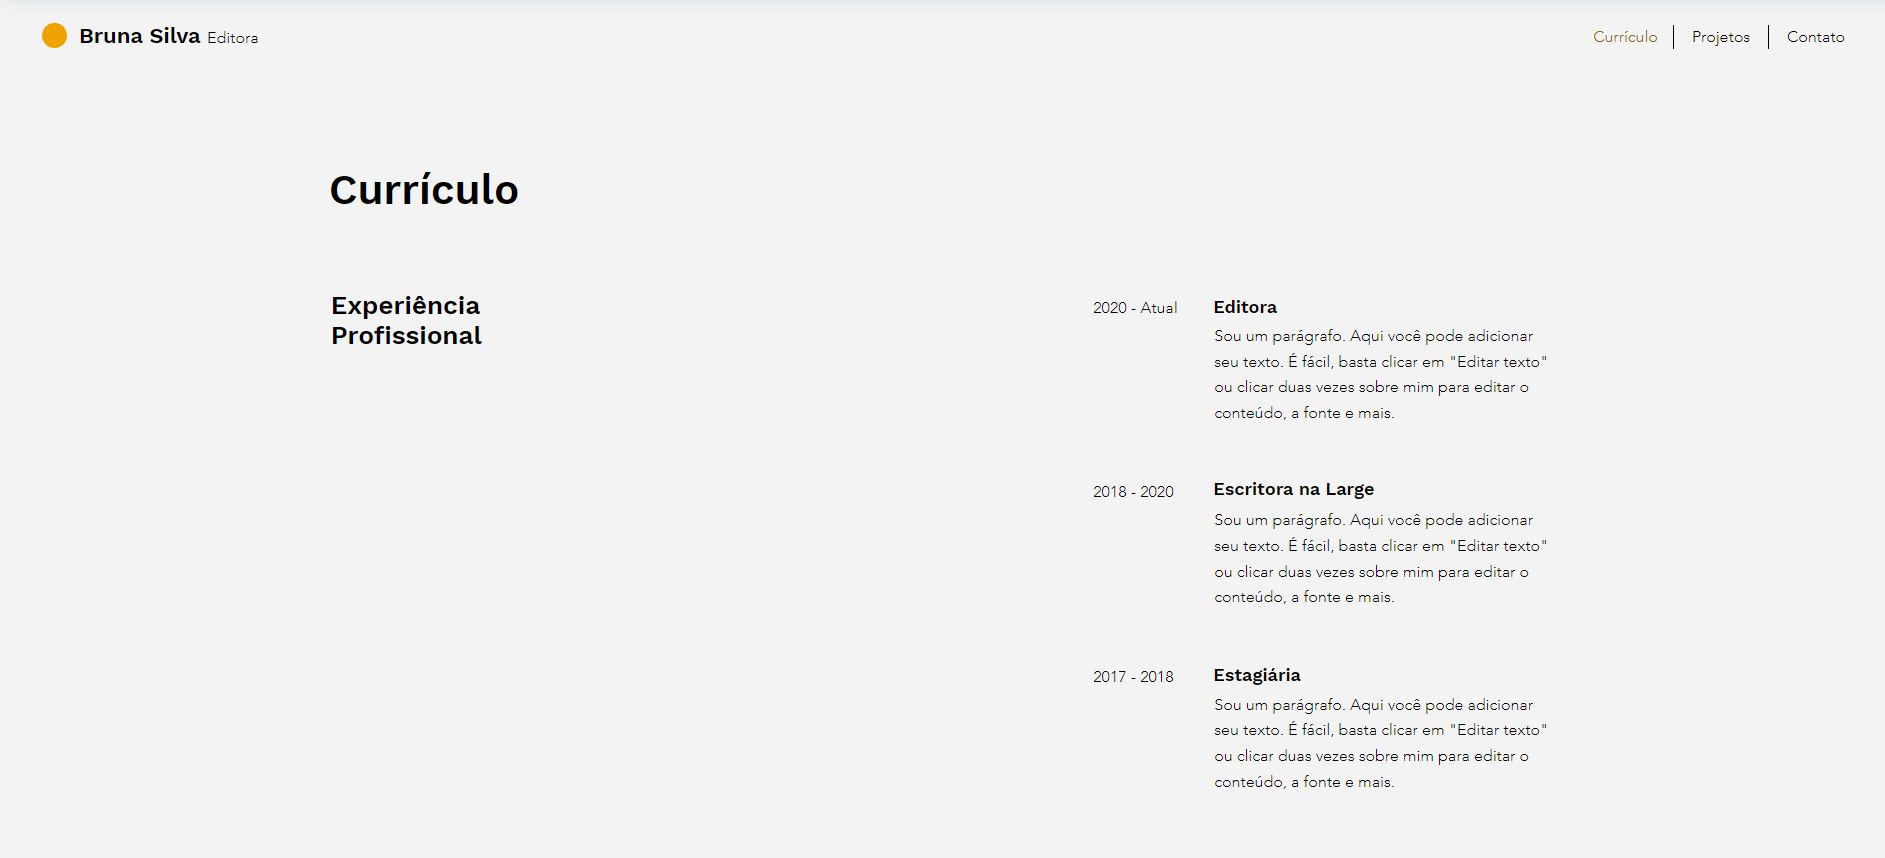 Bruna Silva Editora
Currículo
Projetos
Contato
Currículo
Experiência
Profissional
2020 - Atual
Editora
Sou um parágrafo. Aqui você pode adicionar
seu texto. É fácil, basta clicar em "Editar texto"
ou clicar duas vezes sobre mim para editar o
conteúdo, a fonte e mais.
2018 - 2020
Escritora na Large
Sou um parágrafo. Aqui você pode adicionar
seu texto. É fácil, basta clicar em "Editar texto"
ou clicar duas vezes sobre mim para editar o
conteúdo, a fonte e mais.
2017 - 2018
Estagiária
Sou um parágrafo. Aqui você pode adicionar
seu texto. É fácil, basta clicar em "Editar texto"
ou clicar duas vezes sobre mim para editar o
conteúdo, a fonte e mais.